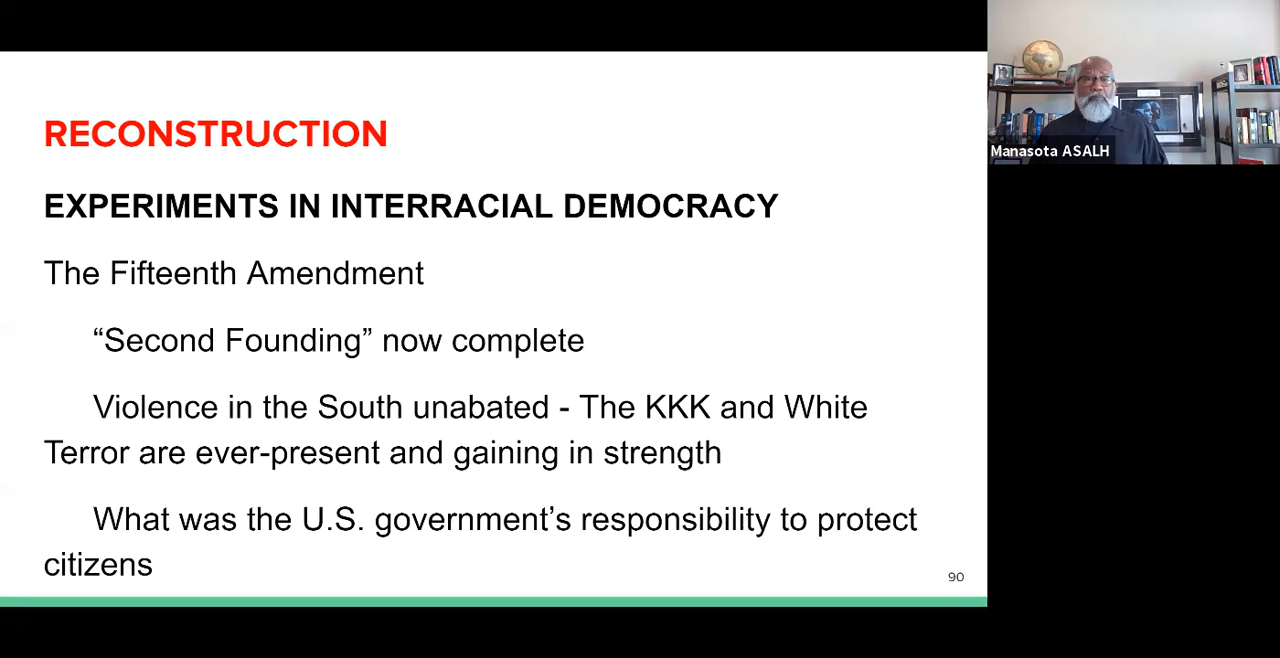 RECONSTRUCTION
EXPERIMENTS IN INTERRACIAL DEMOCRACY
The Fifteenth Amendment
“Second Founding” now complete
Violence in the South unabated - The KKK and White
Terror are ever-present and gaining in strength
What was the U.S. government’s responsibility to protect
citizens
90
Manasota ASALH